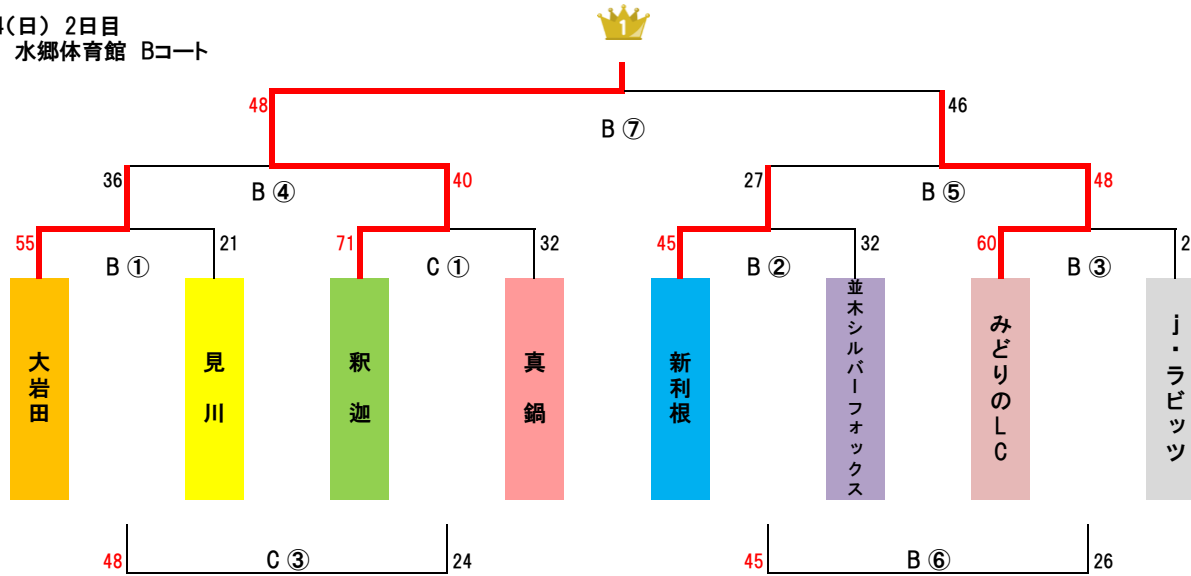 4(日) 2日目
水郷体育館 Bコート
1
48
46
B ⑦
36
B ④
40
27
B ⑤
48
55
21
71
32
45
32
60
2
B ①
C ①
B ②
B ③
大岩田
見川
釈迦
真鍋
新利根
並木シルバーフォックス
みどりのLC
j・ラビッツ
48
C ③
24
45
B ⑥
26